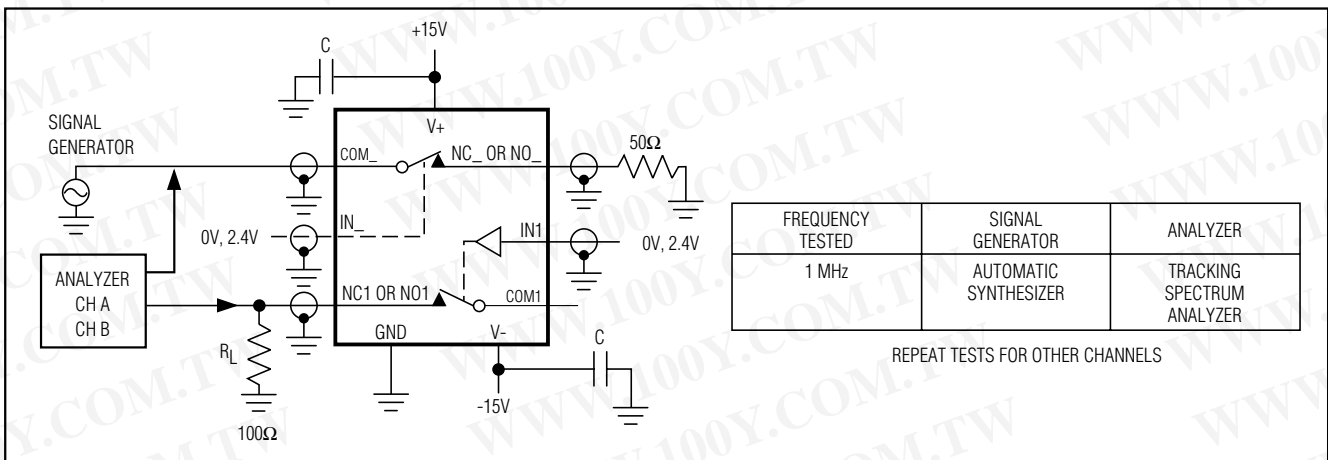 +15V
C
SIGNAL
GENERATOR
V+
COM_
NC_ OR NO_
50Ω
IN_
0V, 2.4V
IN1
0V, 2.4V
ANALYZER
CH A
CH B
NC1 OR NO1
COM1
RL
100Ω
GND
V-
C
-15V
FREQUENCY
TESTED
SIGNAL
GENERATOR
ANALYZER
1 MHz
AUTOMATIC
SYNTHESIZER
TRACKING
SPECTRUM
ANALYZER
REPEAT TESTS FOR OTHER CHANNELS
WWW.100Y.COM.TW